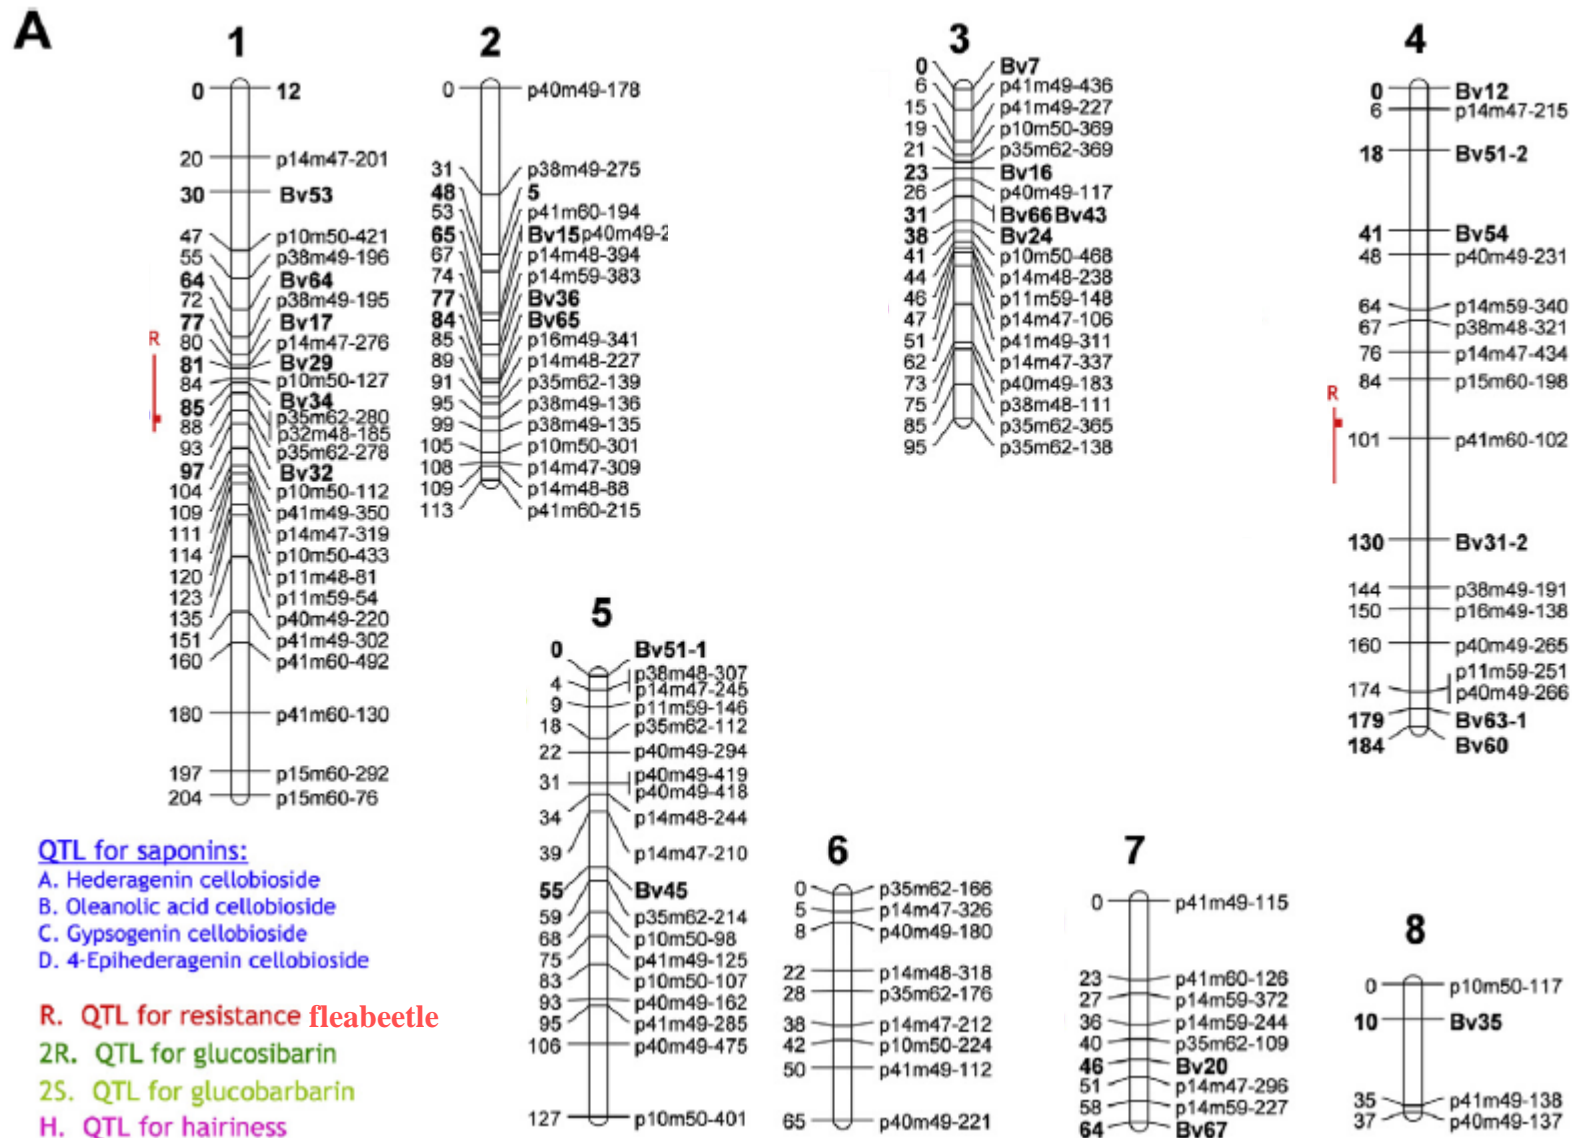 A
1
0 12
20 p14m47-201
30 Bv53
47 p10m50-421
55 p38m49-196
64 Bv64
72 p38m49-195
77 Bv17
80 p14m47-276
81 Bv29
84 p10m50-127
85 Bv34
88 p35m62-280
p32m48-185
93 p35m62-278
97 Bv32
104 p10m50-112
109 p41m49-350
111 p14m47-319
114 p10m50-433
120 p11m48-81
123 p11m59-54
135 p40m49-220
151 p41m49-302
160 p41m60-492
180 p41m60-130
197 p15m60-292
204 p15m60-76
R
2
0 p40m49-178
31 p38m49-275
48 5
53 p41m60-194
65 Bv15 p40m49-2
67 p14m48-394
74 p14m59-383
77 Bv36
84 Bv65
85 p16m49-341
89 p14m48-227
91 p35m62-139
95 p38m49-136
99 p38m49-135
105 p10m50-301
108 p14m47-309
109 p14m48-88
113 p41m60-215
3
0 Bv7
6 p41m49-436
15 p41m49-227
19 p10m50-369
21 p35m62-369
23 Bv16
26 p40m49-117
31 Bv66 Bv43
38 Bv24
41 p10m50-468
44 p14m48-238
46 p11m59-148
47 p14m47-106
51 p41m49-311
62 p14m47-337
73 p40m49-183
75 p38m48-111
85 p35m62-365
95 p35m62-138
4
0 Bv12
6 p14m47-215
18 Bv51-2
41 Bv54
48 p40m49-231
64 p14m59-340
67 p38m48-321
76 p14m47-434
84 p15m60-198
101 p41m60-102
130 Bv31-2
144 p38m49-191
150 p16m49-138
160 p40m49-265
p11m59-251
174 p40m49-266
179 Bv63-1
184 Bv60
R
5
0 Bv51-1
p38m48-307
4 p14m47-245
9 p11m59-146
18 p35m62-112
22 p40m49-294
p40m49-419
31 p40m49-418
34 p14m48-244
39 p14m47-210
55 Bv45
59 p35m62-214
68 p10m50-98
75 p41m49-125
83 p10m50-107
93 p40m49-162
95 p41m49-285
106 p40m49-475
127 p10m50-401
6
0 p35m62-166
5 p14m47-326
8 p40m49-180
22 p14m48-318
28 p35m62-176
38 p14m47-212
42 p10m50-224
50 p41m49-112
65 p40m49-221
7
0 p41m49-115
23 p41m60-126
27 p14m59-372
36 p14m59-244
40 p35m62-109
46 Bv20
51 p14m47-296
58 p14m59-227
64 Bv67
8
0 p10m50-117
10 Bv35
35 p41m49-138
37 p40m49-137
QTL for saponins:
A. Hederagenin cellobioside
B. Oleanolic acid cellobioside
C. Gypsogenin cellobioside
D. 4-Epihederagenin cellobioside
R. QTL for resistance fleabeetle
2R. QTL for glucosibarin
2S. QTL for glucobarbarin
H. QTL for hairiness